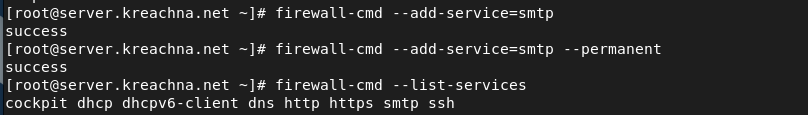 [root@server.kreachna.net ~]# firewall-cmd --add-service=smtp
success
[root@server.kreachna.net ~]# firewall-cmd --add-service=smtp --permanent
success
[root@server.kreachna.net ~]# firewall-cmd --list-services
cockpit dhcp dhcpv6-client dns http https smtp ssh